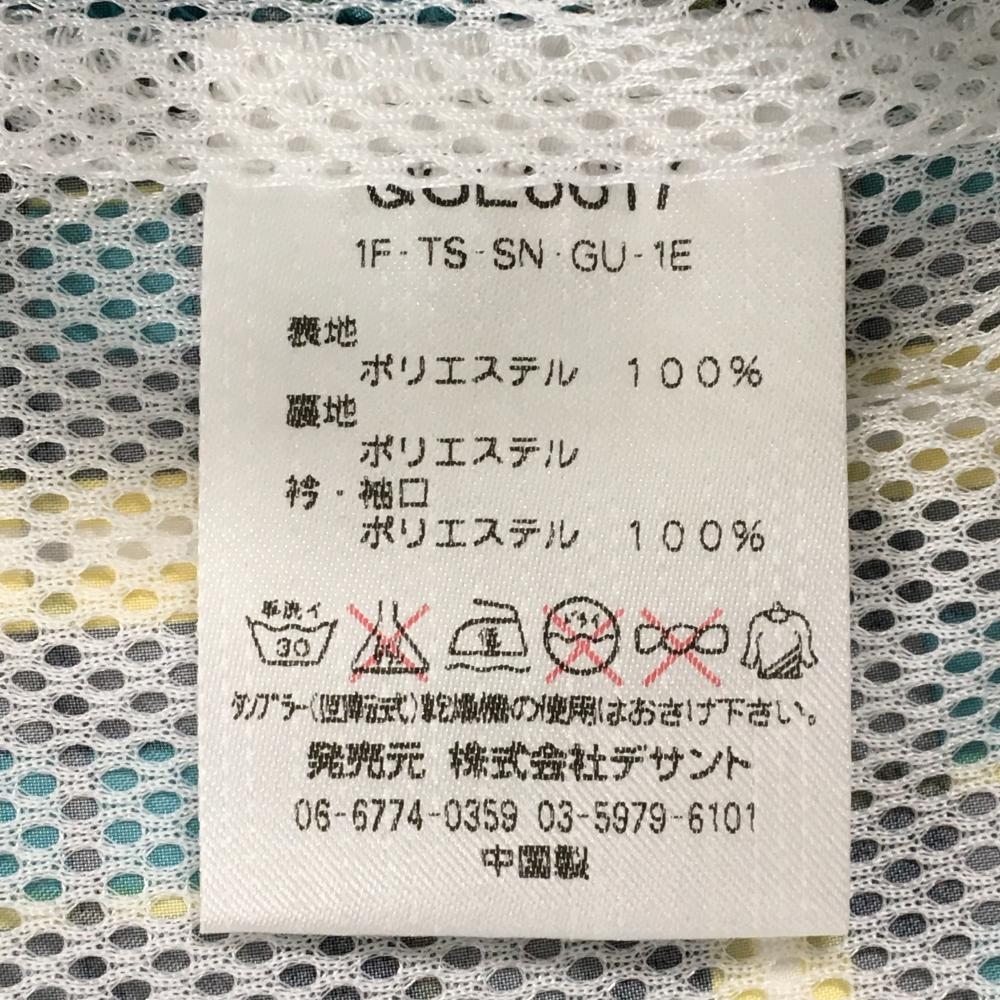 1F-TS-SN・GU-1E
表地
ポリエステル 100%
裏地
ポリエステル
衿・袖口
ポリエステル 100%
手洗イ
30
中
ドライ
タンブラー(回転式)乾燥機の使用はおさけ下さい。
発売元 株式会社デサント
06-6774-0359 03-5979-6101
中国製